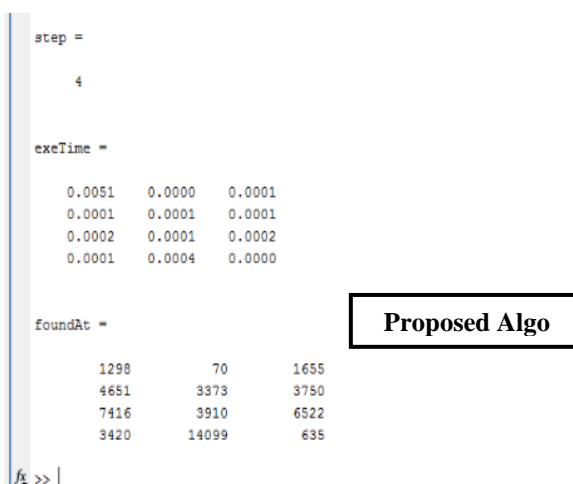 step =
4
exeTime =
0.0051 0.0000 0.0001
0.0001 0.0001 0.0001
0.0002 0.0001 0.0002
0.0001 0.0004 0.0000
foundAt =
Proposed Algo
1298 70 1655
4651 3373 3750
7416 3910 6522
3420 14099 635
fx >>